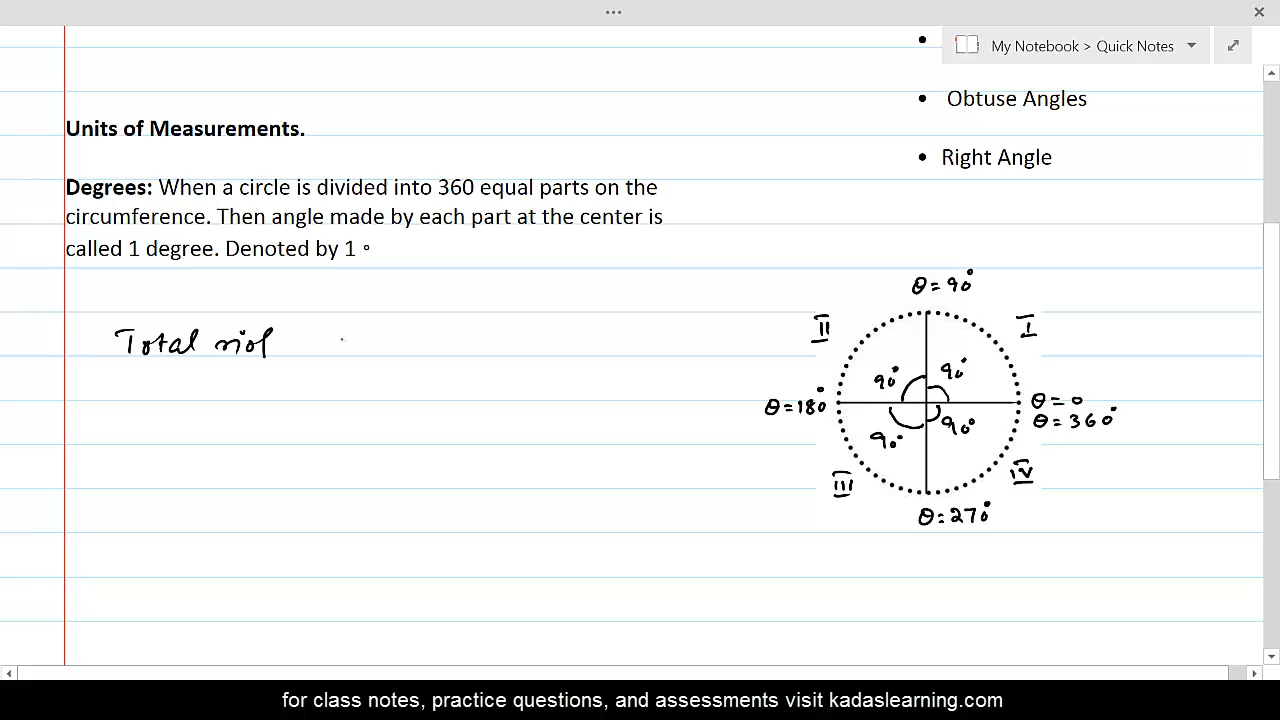 My Notebook > Quick Notes
• Obtuse Angles
Units of Measurements.
• Right Angle
Degrees: When a circle is divided into 360 equal parts on the
circumference. Then angle made by each part at the center is
called 1 degree. Denoted by 1 °
θ = 90°
II
I
Total
90°
90°
θ = 180°
θ = 0
θ = 360°
90°
90°
III
IV
θ = 270°
for class notes, practice questions, and assessments visit kadaslearning.com